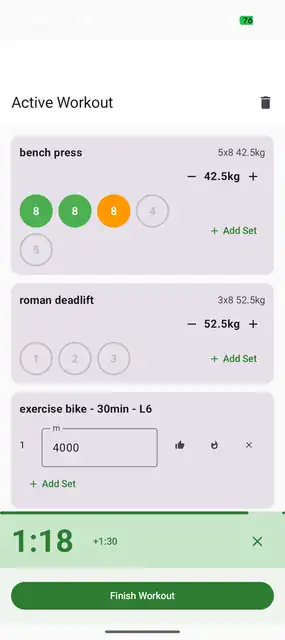 76
Active Workout
bench press 5x8 42.5kg
− 42.5kg +
8 8 8 4
+ Add Set
5
roman deadlift 3x8 52.5kg
− 52.5kg +
1 2 3 + Add Set
exercise bike - 30min - L6
m
1 4000
+ Add Set
1:18 +1:30
Finish Workout